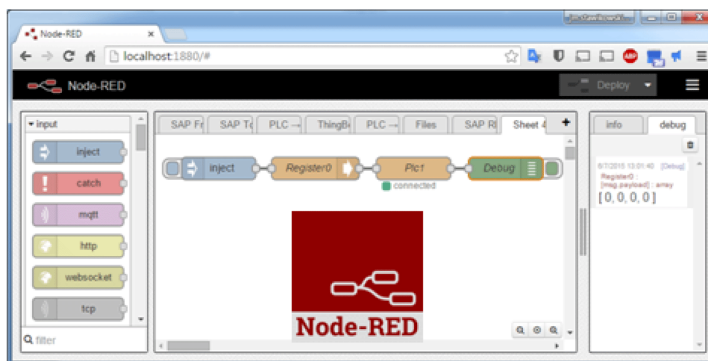 Node-RED
localhost:1880/#
Node-RED
Deploy
input
inject
catch
mqtt
http
websocket
tcp
filter
SAP Fr
SAP To
PLC →
ThingBo
PLC →
Files
SAP RI
Sheet 4
+
inject
Register0
Plc1
Debug
connected
Node-RED
info
debug
6/7/2015 13:01:40 [Debug]
Register0 :
[msg.payload] : array
[ 0, 0, 0, 0 ]